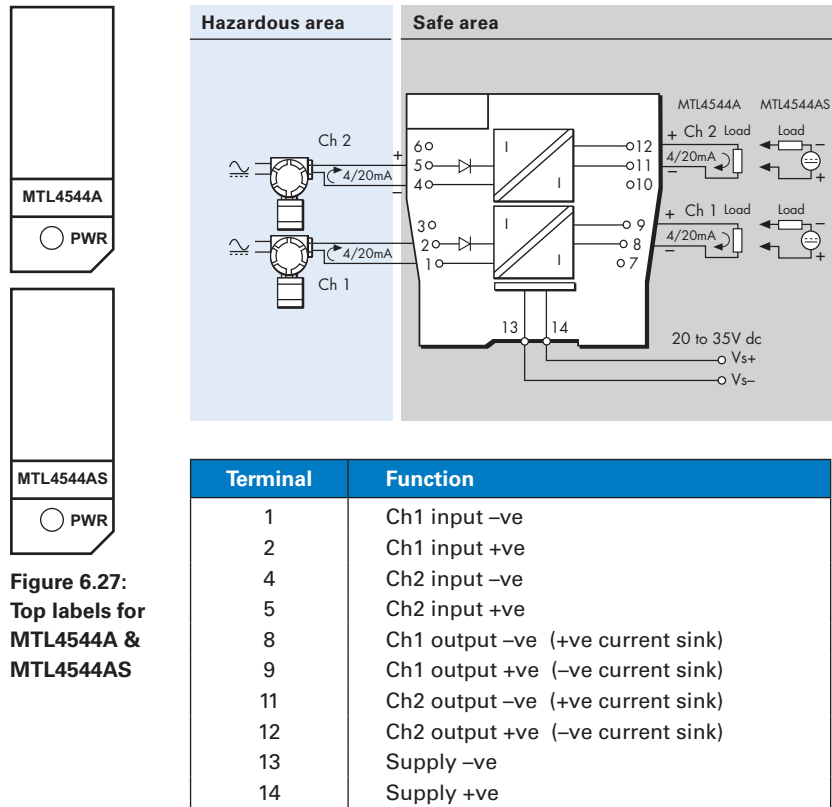 MTL4544A
PWR
MTL4544AS
PWR
Figure 6.27:
Top labels for
MTL4544A &
MTL4544AS
Hazardous area
Safe area
MTL4544A MTL4544AS
Ch 2
+
5
–
4/20mA
6
4
I
I
12
11
10
+ Ch 2 Load
4/20mA
–
Load
–
+
4/20mA
Ch 1
3
2
1
I
I
9
8
7
+ Ch 1 Load
4/20mA
–
Load
–
+
13 14
20 to 35V dc
Vs+
Vs–
Terminal Function
1 Ch1 input –ve
2 Ch1 input +ve
4 Ch2 input –ve
5 Ch2 input +ve
8 Ch1 output –ve (+ve current sink)
9 Ch1 output +ve (–ve current sink)
11 Ch2 output –ve (+ve current sink)
12 Ch2 output +ve (–ve current sink)
13 Supply –ve
14 Supply +ve